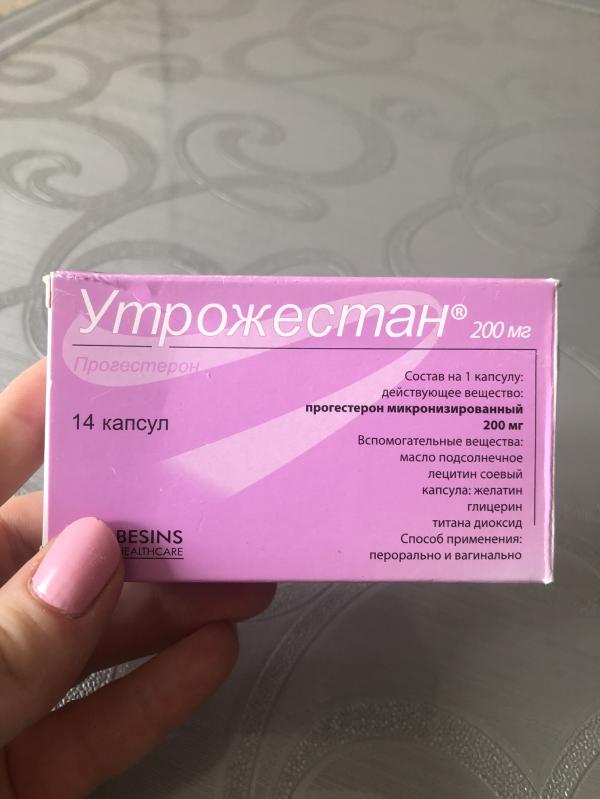 Утрожестан® 200 мг
Прогестерон
14 капсул
Состав на 1 капсулу:
действующее вещество:
прогестерон микронизированный
200 мг
Вспомогательные вещества:
масло подсолнечное
лецитин соевый
капсула: желатин
глицерин
титана диоксид
Способ применения:
перорально и вагинально
BESINS
HEALTHCARE